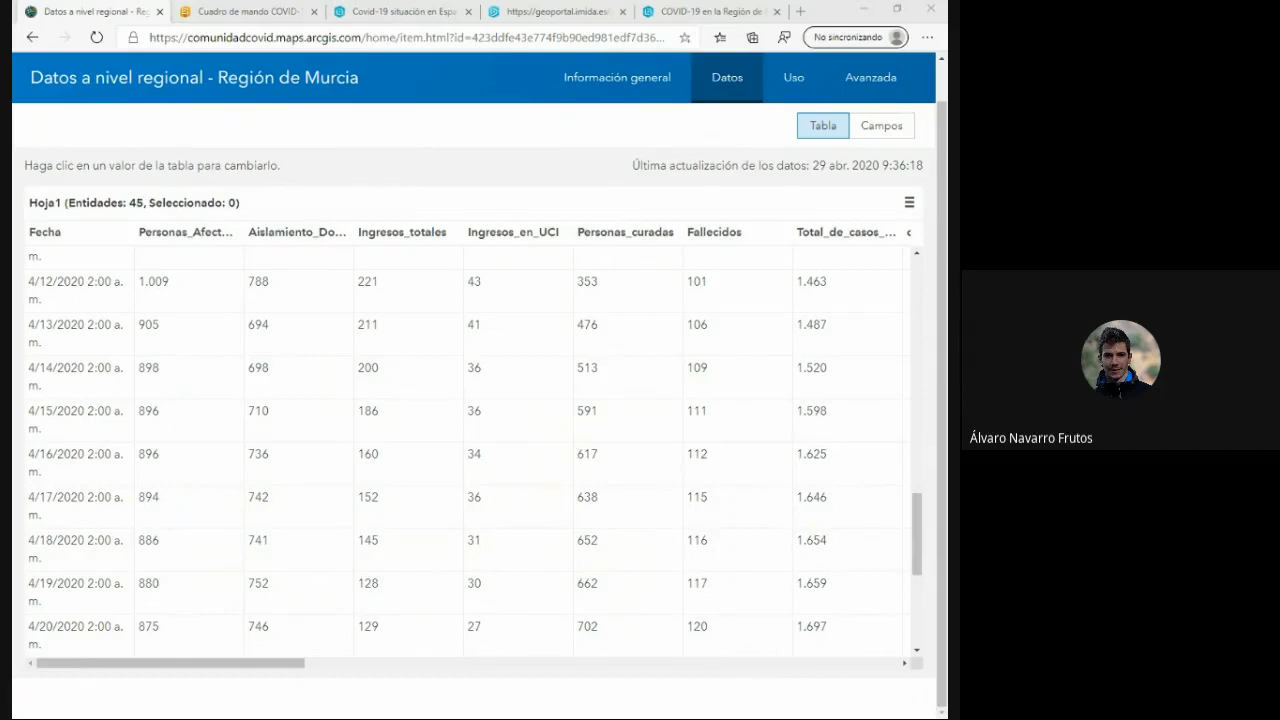 Datos a nivel regional - Reg
Cuadro de mando COVID-
Covid-19 situación en Espa
https://geoportal.imida.es/
COVID-19 en la Región de
https://comunidadcovid.maps.arcgis.com/home/item.html?id=423ddfe43e774f9b90ed981edf7d36...
No sincronizando
Datos a nivel regional - Región de Murcia
Información general
Datos
Uso
Avanzada
Tabla
Campos
Haga clic en un valor de la tabla para cambiarlo.
Última actualización de los datos: 29 abr. 2020 9:36:18
Hoja1 (Entidades: 45, Seleccionado: 0)
Fecha Personas_Afect... Aislamiento_Do... Ingresos_totales Ingresos_en_UCI Personas_curadas Fallecidos Total_de_casos_... c
m.
4/12/2020 2:00 a. 1.009 788 221 43 353 101 1.463
m.
4/13/2020 2:00 a. 905 694 211 41 476 106 1.487
m.
4/14/2020 2:00 a. 898 698 200 36 513 109 1.520
m.
4/15/2020 2:00 a. 896 710 186 36 591 111 1.598
m.
4/16/2020 2:00 a. 896 736 160 34 617 112 1.625
m.
4/17/2020 2:00 a. 894 742 152 36 638 115 1.646
m.
4/18/2020 2:00 a. 886 741 145 31 652 116 1.654
m.
4/19/2020 2:00 a. 880 752 128 30 662 117 1.659
m.
4/20/2020 2:00 a. 875 746 129 27 702 120 1.697
m.
Álvaro Navarro Frutos